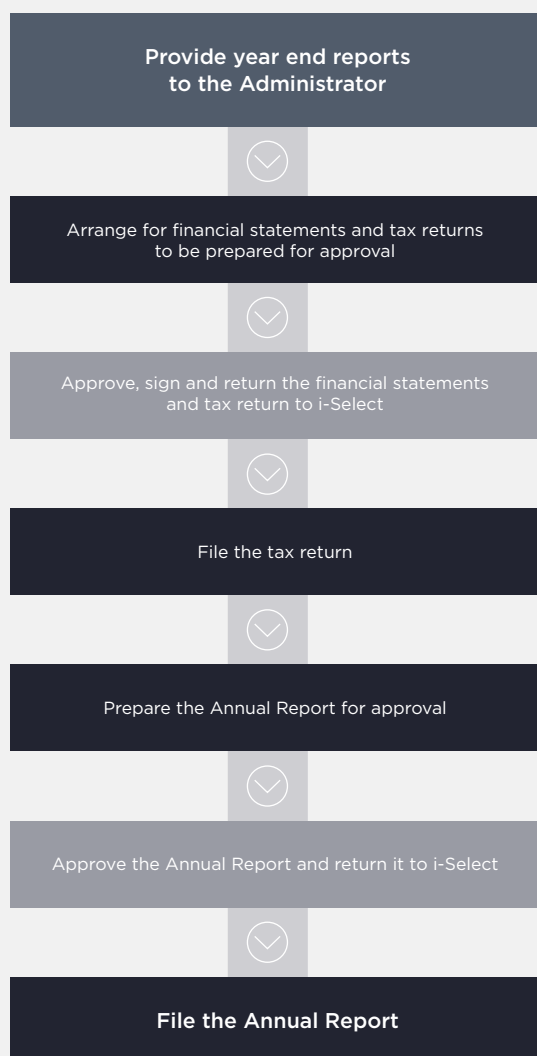 Provide year end reports
to the Administrator
Arrange for financial statements and tax returns
to be prepared for approval
Approve, sign and return the financial statements
and tax return to i-Select
File the tax return
Prepare the Annual Report for approval
Approve the Annual Report and return it to i-Select
File the Annual Report